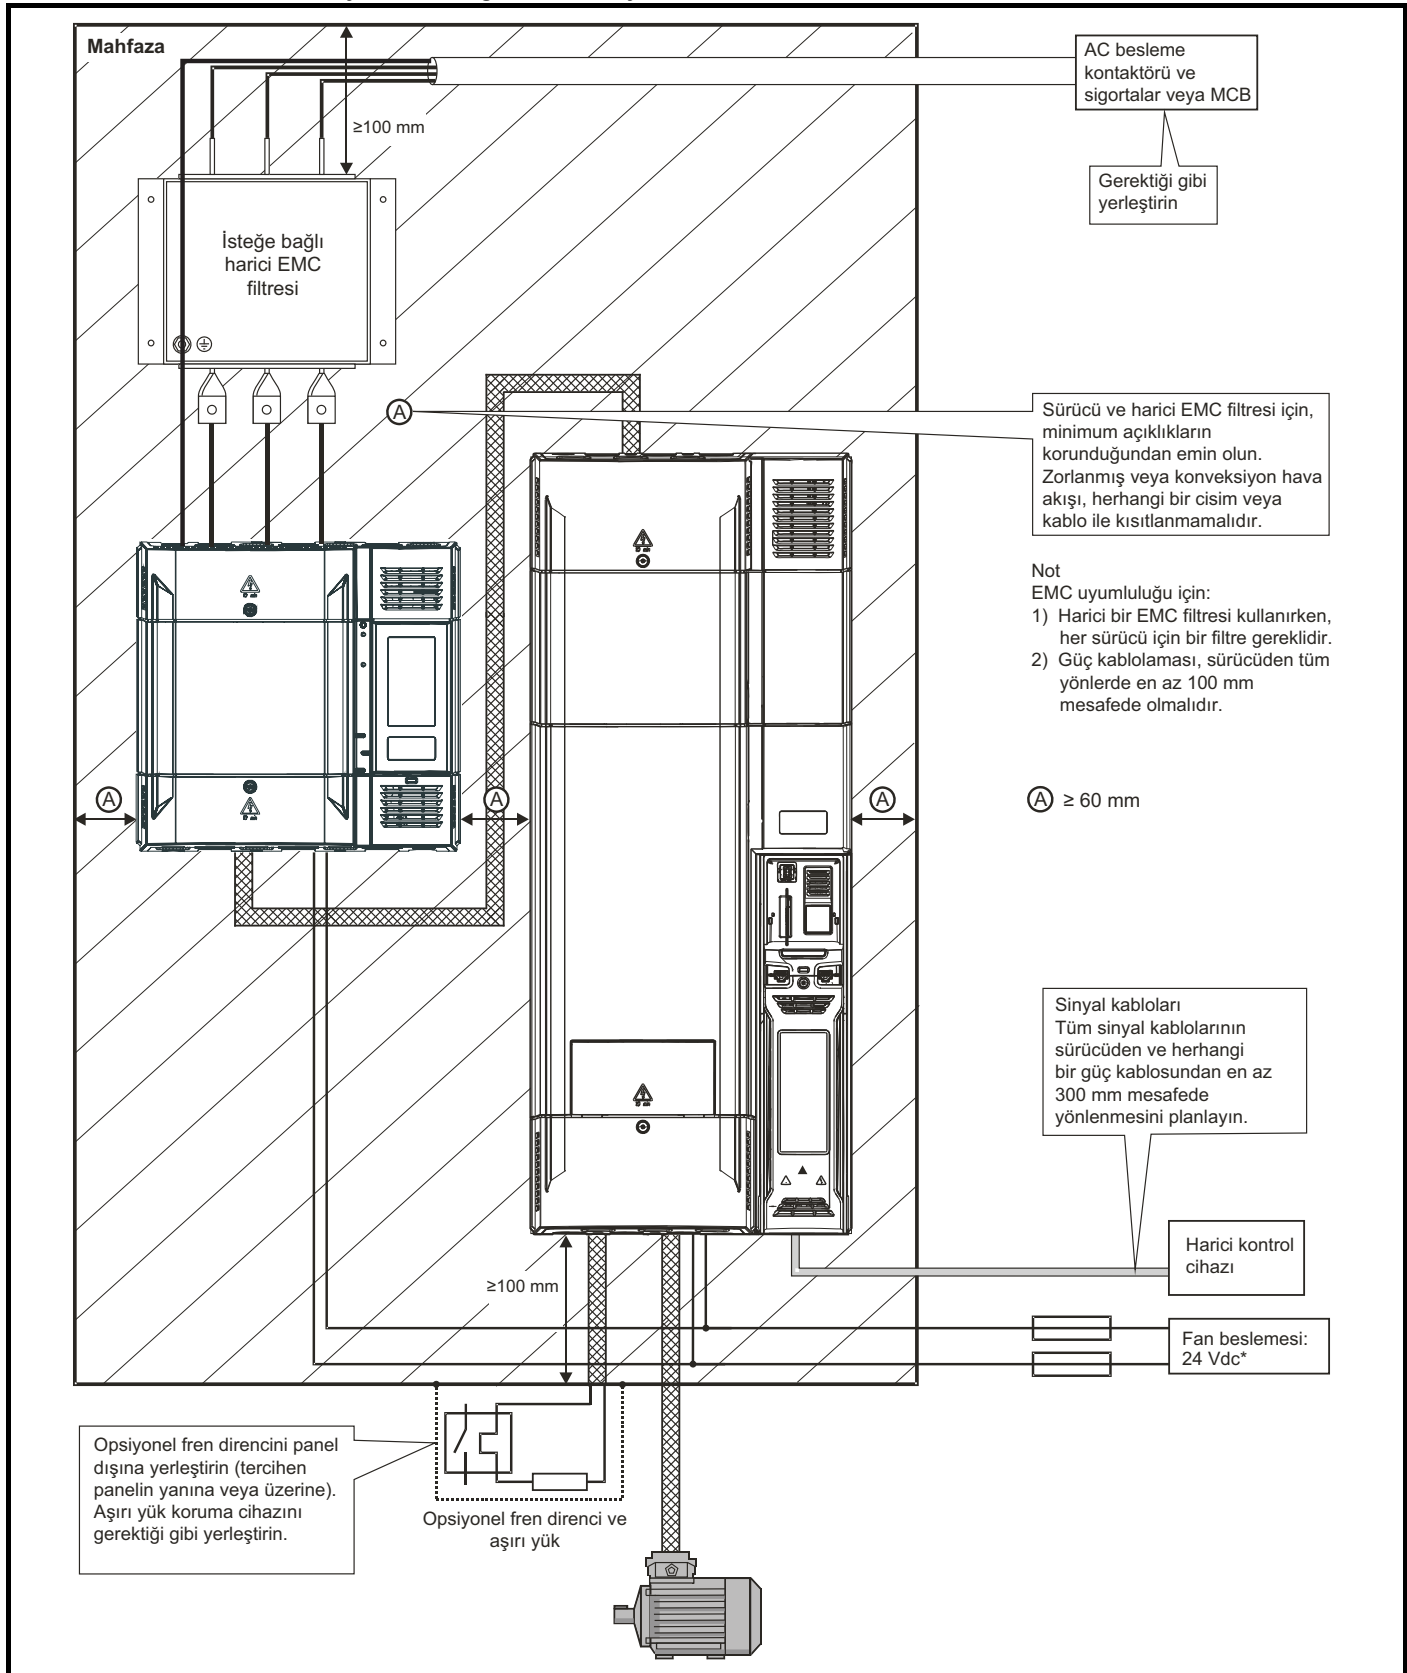 Mahfaza
AC besleme
kontaktörü ve
sigortalar veya MCB
≥100 mm
Gerektiği gibi
yerleştirin
İsteğe bağlı
harici EMC
filtresi
A
Sürücü ve harici EMC filtresi için,
minimum açıklıkların
korunduğundan emin olun.
Zorlanmış veya konveksiyon hava
akışı, herhangi bir cisim veya
kablo ile kısıtlanmamalıdır.
Not
EMC uyumluluğu için:
1) Harici bir EMC filtresi kullanırken,
her sürücü için bir filtre gereklidir.
2) Güç kablolaması, sürücüden tüm
yönlerde en az 100 mm
mesafede olmalıdır.
A
A
A
A ≥ 60 mm
Sinyal kabloları
Tüm sinyal kablolarının
sürücüden ve herhangi
bir güç kablosundan en az
300 mm mesafede
yönlenmesini planlayın.
Harici kontrol
cihazı
≥100 mm
Fan beslemesi:
24 Vdc*
Opsiyonel fren direncini panel
dışına yerleştirin (tercihen
panelin yanına veya üzerine).
Aşırı yük koruma cihazını
gerektiği gibi yerleştirin.
Opsiyonel fren direnci ve
aşırı yük